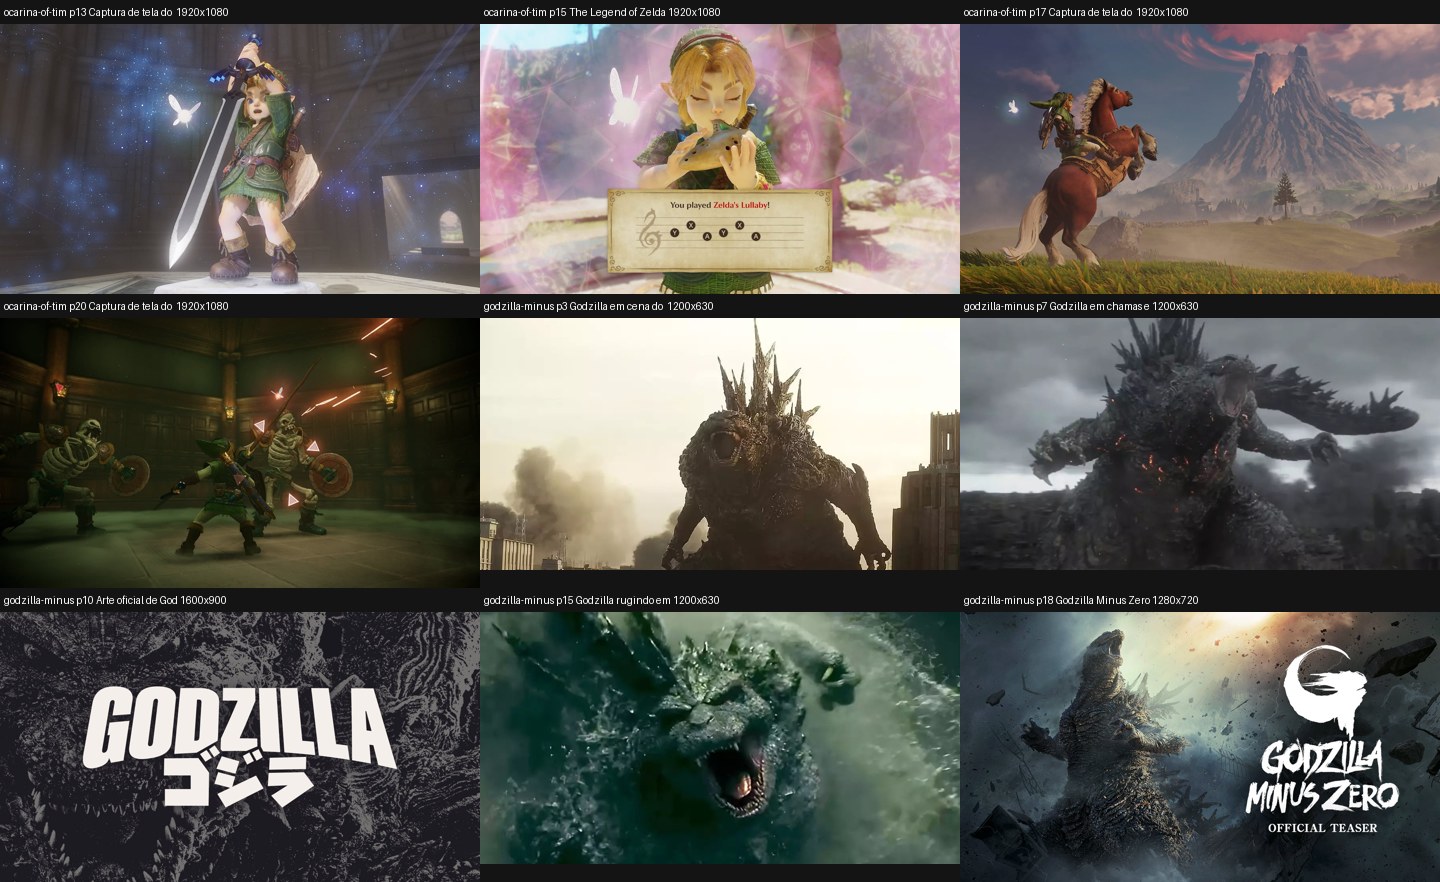 ocarina-of-tim p13 Captura de tela do 1920x1080
ocarina-of-tim p15 The Legend of Zelda 1920x1080
ocarina-of-tim p17 Captura de tela do 1920x1080
You played Zelda's Lullaby!
Y X A Y X A
ocarina-of-tim p20 Captura de tela do 1920x1080
godzilla-minus p3 Godzilla em cena do 1200x630
godzilla-minus p7 Godzilla em chamas e 1200x630
godzilla-minus p10 Arte oficial de God 1600x900
godzilla-minus p15 Godzilla rugindo em 1200x630
godzilla-minus p18 Godzilla Minus Zero 1280x720
GODZILLA
ゴジラ
GODZILLA
MINUS ZERO
OFFICIAL TEASER